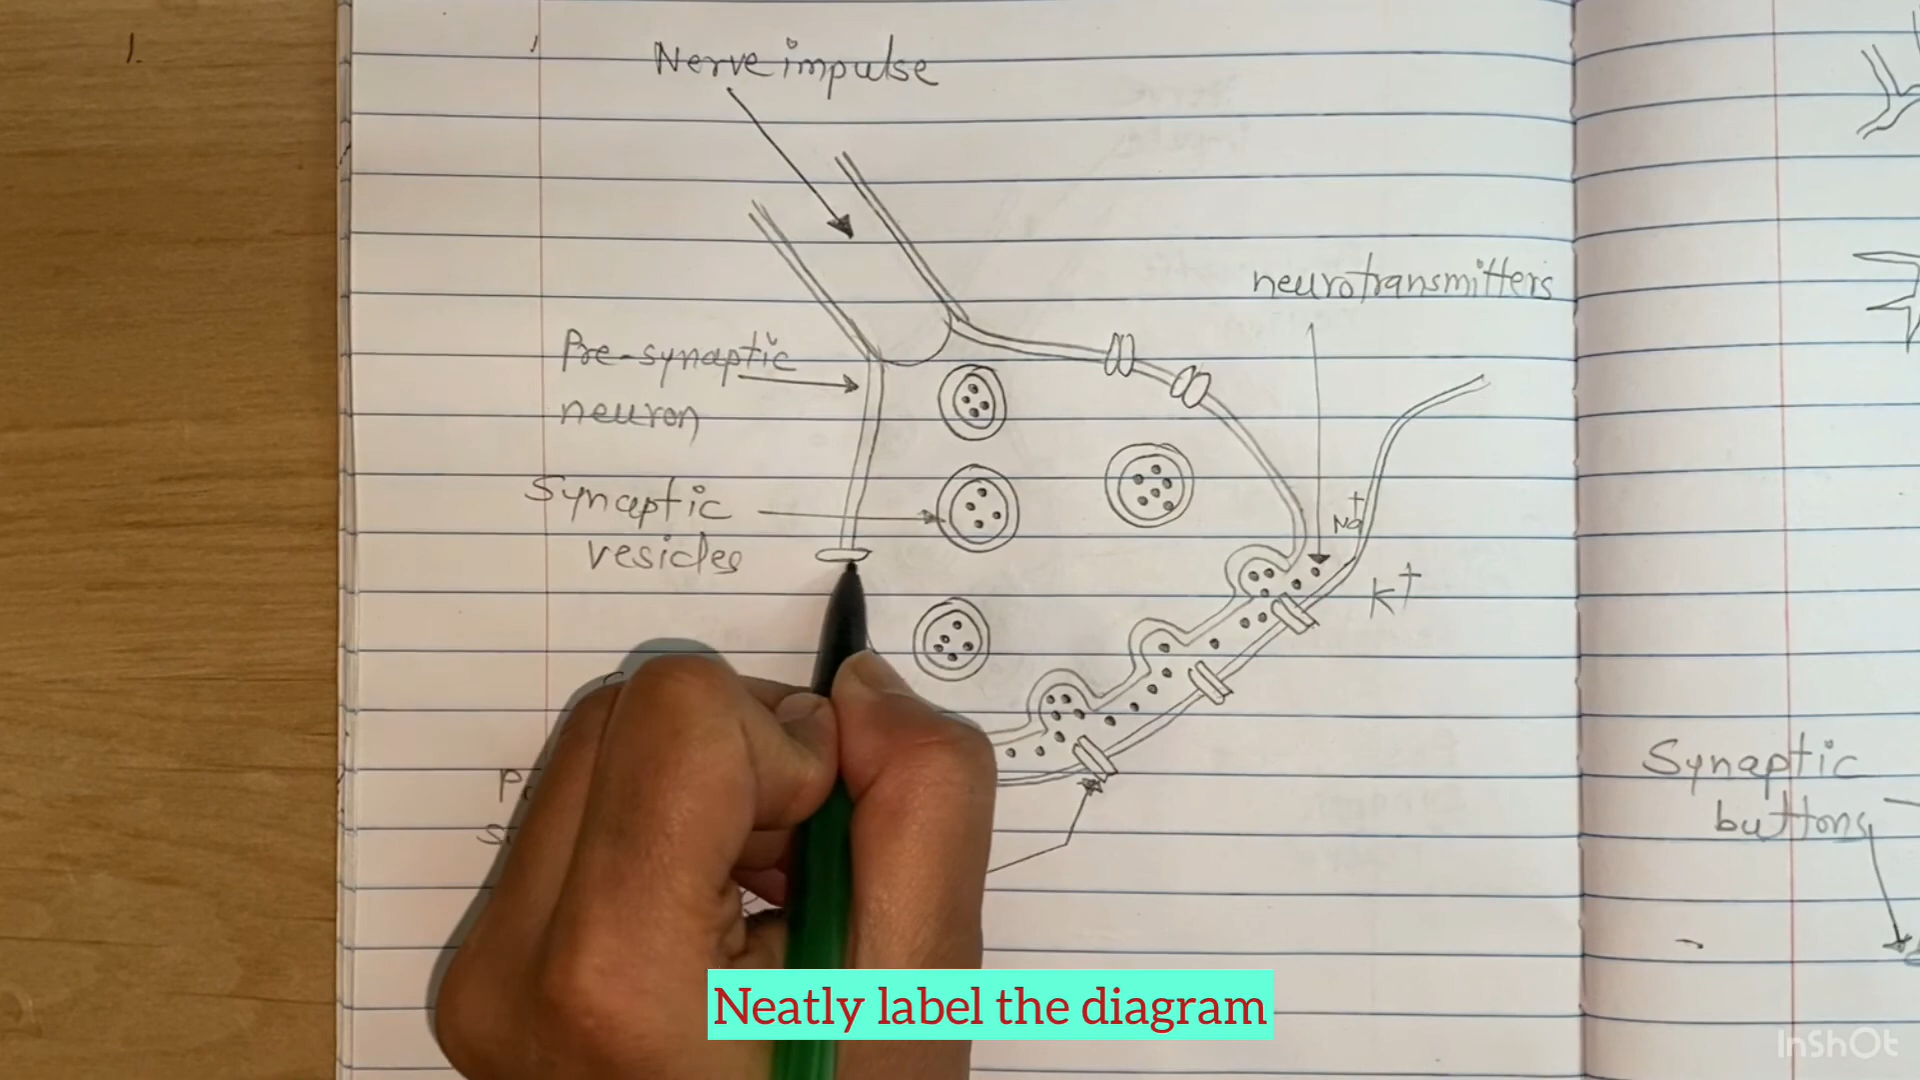 1.
Nerve impulse
neurotransmitters
Pre-synaptic
neuron
Synaptic
vesicles
Na+
K+
Synaptic
buttons
Neatly label the diagram
InShOt